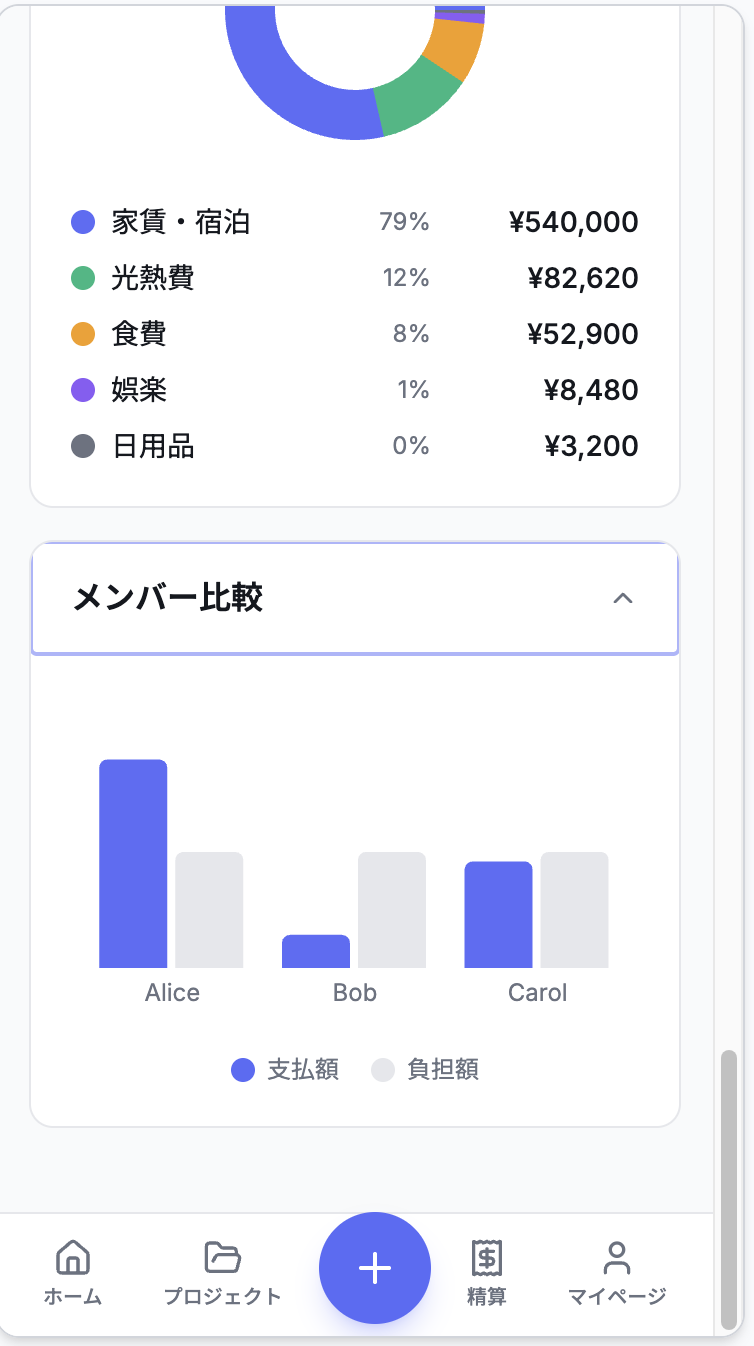 家賃・宿泊 79% ¥540,000
光熱費 12% ¥82,620
食費 8% ¥52,900
娯楽 1% ¥8,480
日用品 0% ¥3,200
メンバー比較
Alice Bob Carol
支払額 負担額
ホーム プロジェクト 精算 マイページ